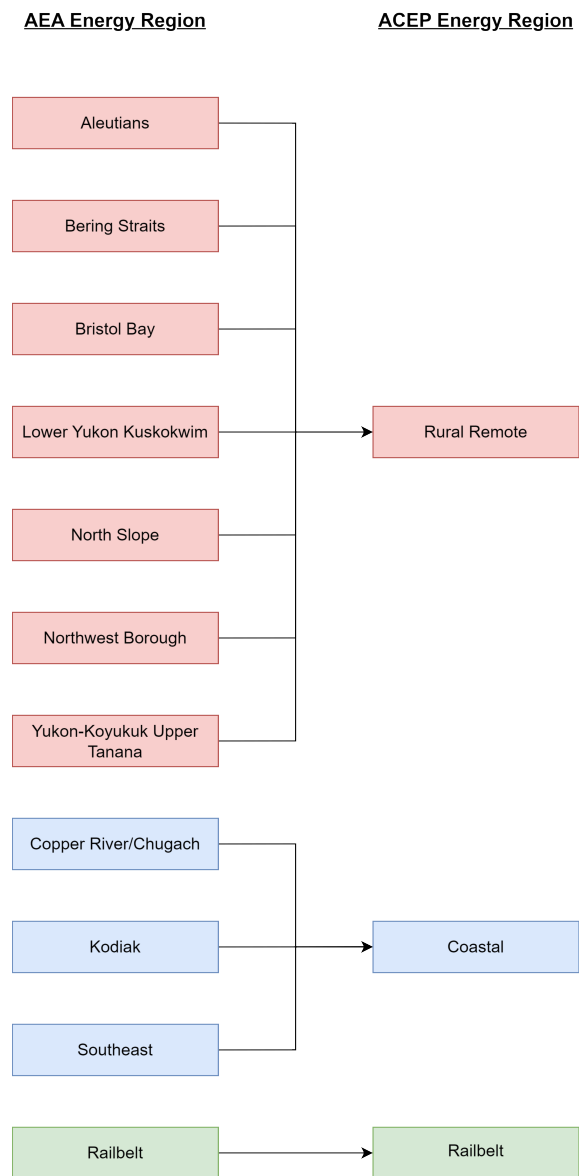 AEA Energy Region
ACEP Energy Region
Aleutians
Bering Straits
Bristol Bay
Lower Yukon Kuskokwim
Rural Remote
North Slope
Northwest Borough
Yukon-Koyukuk Upper
Tanana
Copper River/Chugach
Kodiak
Coastal
Southeast
Railbelt
Railbelt